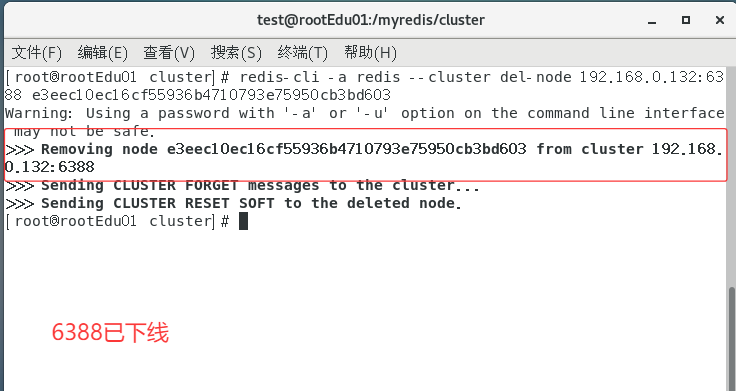 test@rootEdu01:/myredis/cluster
文件(F) 编辑(E) 查看(V) 搜索(S) 终端(T) 帮助(H)
[root@rootEdu01 cluster]# redis-cli -a redis --cluster del-node 192.168.0.132:63
88 e3eec10ec16cf55936b4710793e75950cb3bd603
Warning: Using a password with '-a' or '-u' option on the command line interface
 may not be safe.
>>> Removing node e3eec10ec16cf55936b4710793e75950cb3bd603 from cluster 192.168.
0.132:6388
>>> Sending CLUSTER FORGET messages to the cluster...
>>> Sending CLUSTER RESET SOFT to the deleted node.
[root@rootEdu01 cluster]#
6388已下线